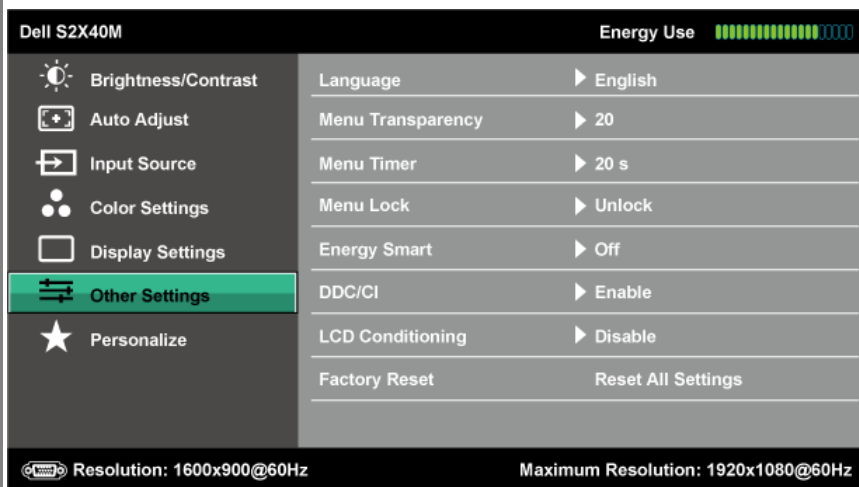 Dell S2X40M Energy Use
Brightness/Contrast Language English
Auto Adjust Menu Transparency 20
Input Source Menu Timer 20 s
Color Settings Menu Lock Unlock
Display Settings Energy Smart Off
Other Settings DDC/CI Enable
Personalize LCD Conditioning Disable
Factory Reset Reset All Settings
Resolution: 1600x900@60Hz Maximum Resolution: 1920x1080@60Hz